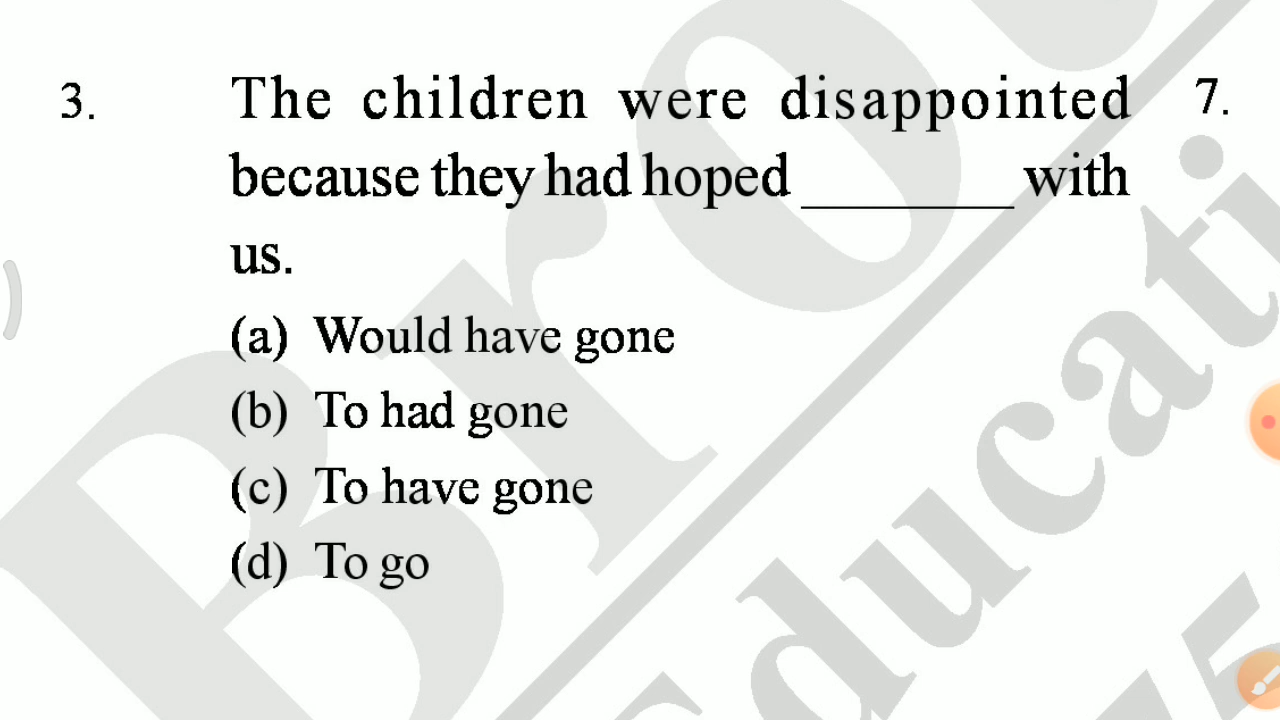 3. The children were disappointed 7.
because they had hoped ________ with
us.
(a) Would have gone
(b) To had gone
(c) To have gone
(d) To go